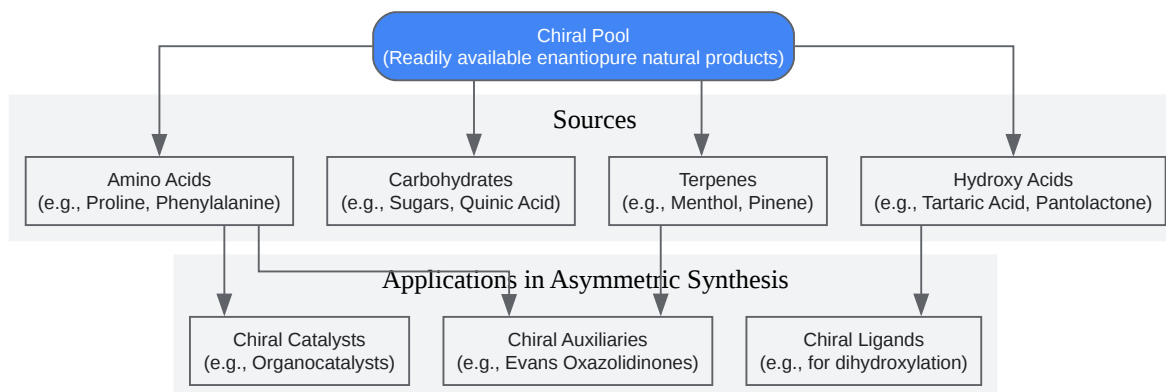 Chiral Pool
(Readily available enantiopure natural products)
Sources
Amino Acids
(e.g., Proline, Phenylalanine)
Carbohydrates
(e.g., Sugars, Quinic Acid)
Terpenes
(e.g., Menthol, Pinene)
Hydroxy Acids
(e.g., Tartaric Acid, Pantolactone)
Applications in Asymmetric Synthesis
Chiral Catalysts
(e.g., Organocatalysts)
Chiral Auxiliaries
(e.g., Evans Oxazolidinones)
Chiral Ligands
(e.g., for dihydroxylation)